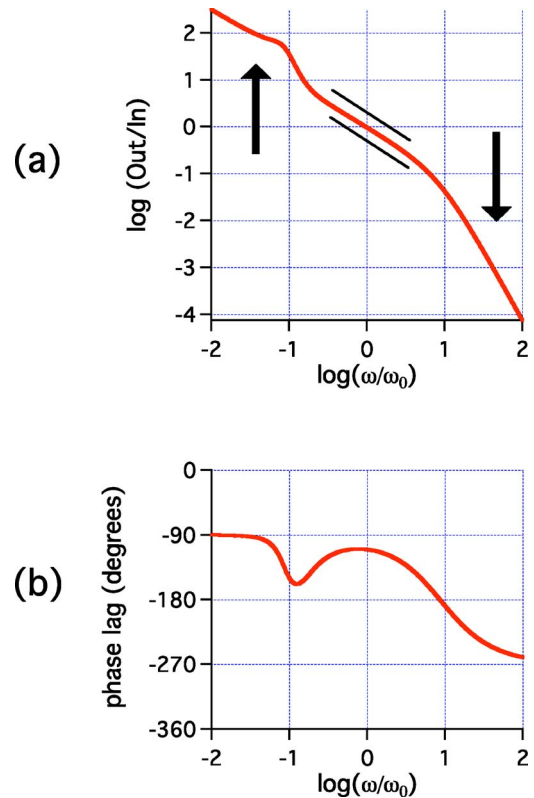 (a)
log (Out/In)
2
1
0
-1
-2
-3
-4
-2 -1 0 1 2
log(ω/ω₀)
(b)
phase lag (degrees)
0
-90
-180
-270
-360
-2 -1 0 1 2
log(ω/ω₀)